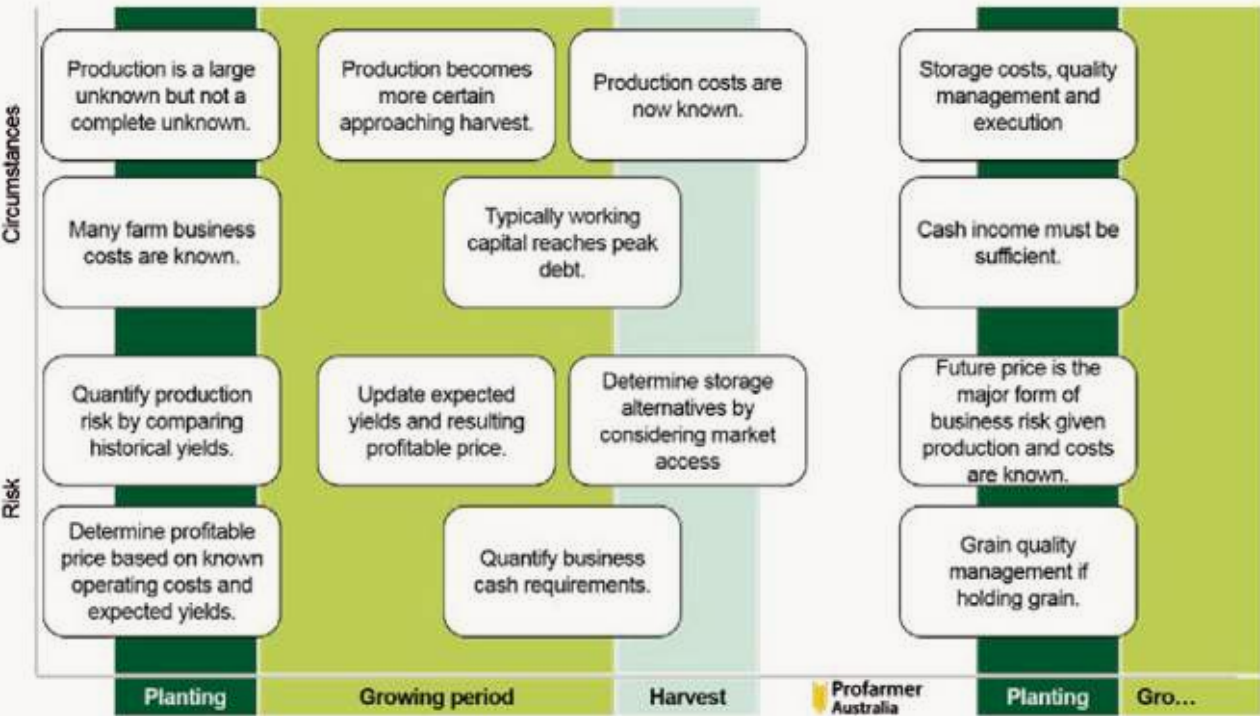 Circumstances
Production is a large
unknown but not a
complete unknown.
Production becomes
more certain
approaching harvest.
Production costs are
now known.
Storage costs, quality
management and
execution
Many farm business
costs are known.
Typically working
capital reaches peak
debt.
Cash income must be
sufficient.
Risk
Quantify production
risk by comparing
historical yields.
Update expected
yields and resulting
profitable price.
Determine storage
alternatives by
considering market
access
Future price is the
major form of
business risk given
production and costs
are known.
Determine profitable
price based on known
operating costs and
expected yields.
Quantify business
cash requirements.
Grain quality
management if
holding grain.
Planting
Growing period
Harvest
Profarmer
Australia
Planting
Gro…